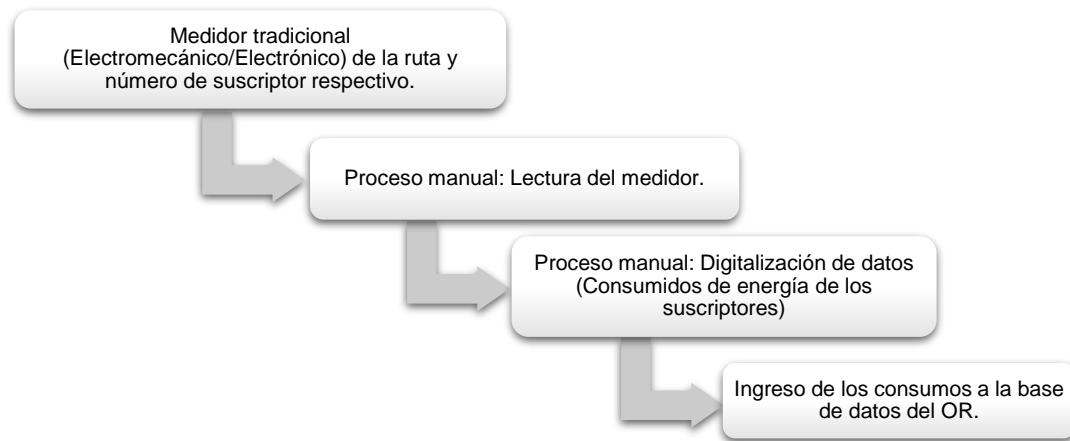 Medidor tradicional
(Electromecánico/Electrónico) de la ruta y
número de suscriptor respectivo.
Proceso manual: Lectura del medidor.
Proceso manual: Digitalización de datos
(Consumidos de energía de los
suscriptores)
Ingreso de los consumos a la base
de datos del OR.